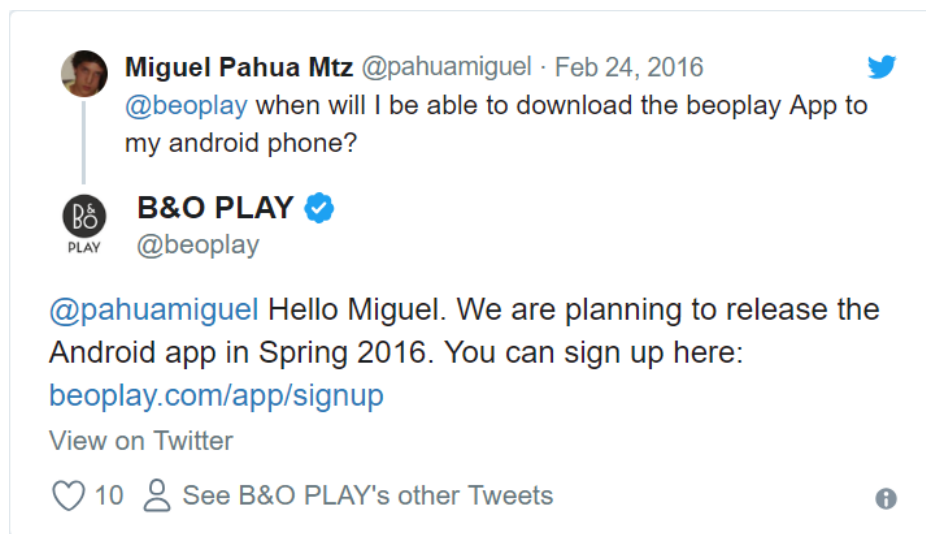 Miguel Pahua Mtz @pahuamiguel · Feb 24, 2016
@beoplay when will I be able to download the beoplay App to
my android phone?
B&O
PLAY
B&O PLAY
@beoplay
@pahuamiguel Hello Miguel. We are planning to release the
Android app in Spring 2016. You can sign up here:
beoplay.com/app/signup
View on Twitter
10 See B&O PLAY's other Tweets